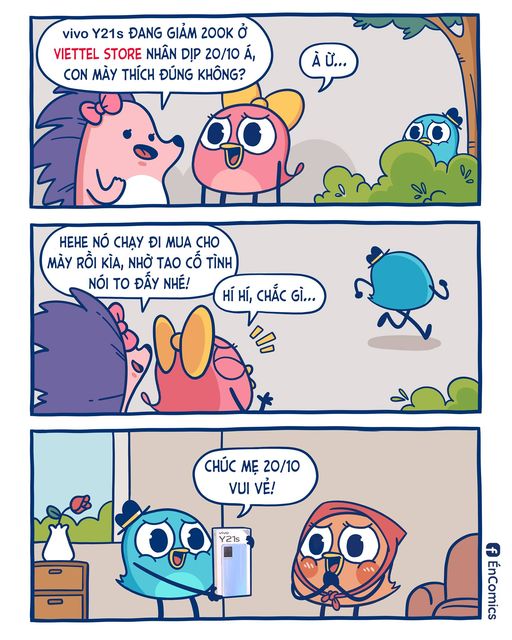 vivo Y21s ĐANG GIẢM 200K Ở
VIETTEL STORE NHÂN DỊP 20/10 Á,
CON MÀY THÍCH ĐÚNG KHÔNG?
À Ừ...
HEHE NÓ CHẠY ĐI MUA CHO
MÀY RỒI KÌA, NHỜ TAO CỐ TÌNH
NÓI TO ĐẤY NHÉ!
HÍ HÍ, CHẮC GÌ...
CHÚC MẸ 20/10
VUI VẺ!
vivo
Y21s
ÉnComics